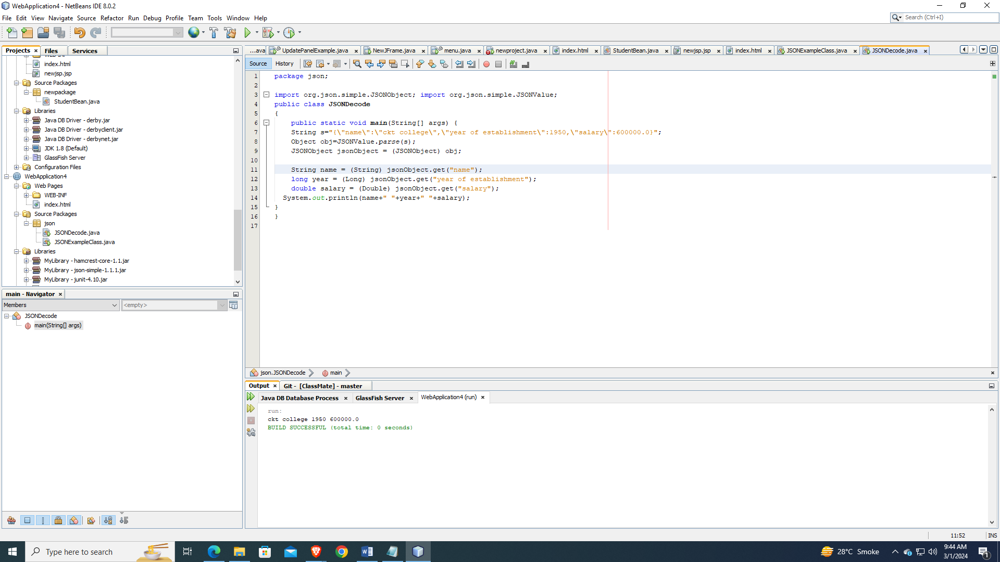 WebApplication4 - NetBeans IDE 8.0.2
File Edit View Navigate Source Refactor Run Debug Profile Team Tools Window Help
Search (Ctrl+I)
Projects Files Services
WEB-INF
index.html
newjsp.jsp
Source Packages
newpackage
StudentBean.java
Libraries
Java DB Driver - derby.jar
Java DB Driver - derbyclient.jar
Java DB Driver - derbynet.jar
JDK 1.8 (Default)
GlassFish Server
Configuration Files
WebApplication4
Web Pages
WEB-INF
index.html
Source Packages
json
JSONDecode.java
JSONExampleClass.java
Libraries
MyLibrary - hamcrest-core-1.1.jar
MyLibrary - json-simple-1.1.1.jar
MyLibrary - junit-4.10.jar
main - Navigator
Members <empty>
JSONDecode
main(String[] args)
...ava UpdatePanelExample.java NewJFrame.java menu.java newproject.java index.html StudentBean.java newjsp.jsp index.html JSONExampleClass.java JSONDecode.java
Source History
1 package json;
2
3 import org.json.simple.JSONObject; import org.json.simple.JSONValue;
4 public class JSONDecode
5 {
6 public static void main(String[] args) {
7 String s="{\"name\":\"ckt college\",\"year of establishment\":1950,\"salary\":600000.0}";
8 Object obj=JSONValue.parse(s);
9 JSONObject jsonObject = (JSONObject) obj;
10
11 String name = (String) jsonObject.get("name");
12 long year = (Long) jsonObject.get("year of establishment");
13 double salary = (Double) jsonObject.get("salary");
14 System.out.println(name+" "+year+" "+salary);
15 }
16 }
17
json.JSONDecode main
Output Git - [ClassMate] - master
Java DB Database Process GlassFish Server WebApplication4 (run)
run:
ckt college 1950 600000.0
BUILD SUCCESSFUL (total time: 0 seconds)
11:52 INS
Type here to search
28°C Smoke
9:44 AM
3/1/2024
1